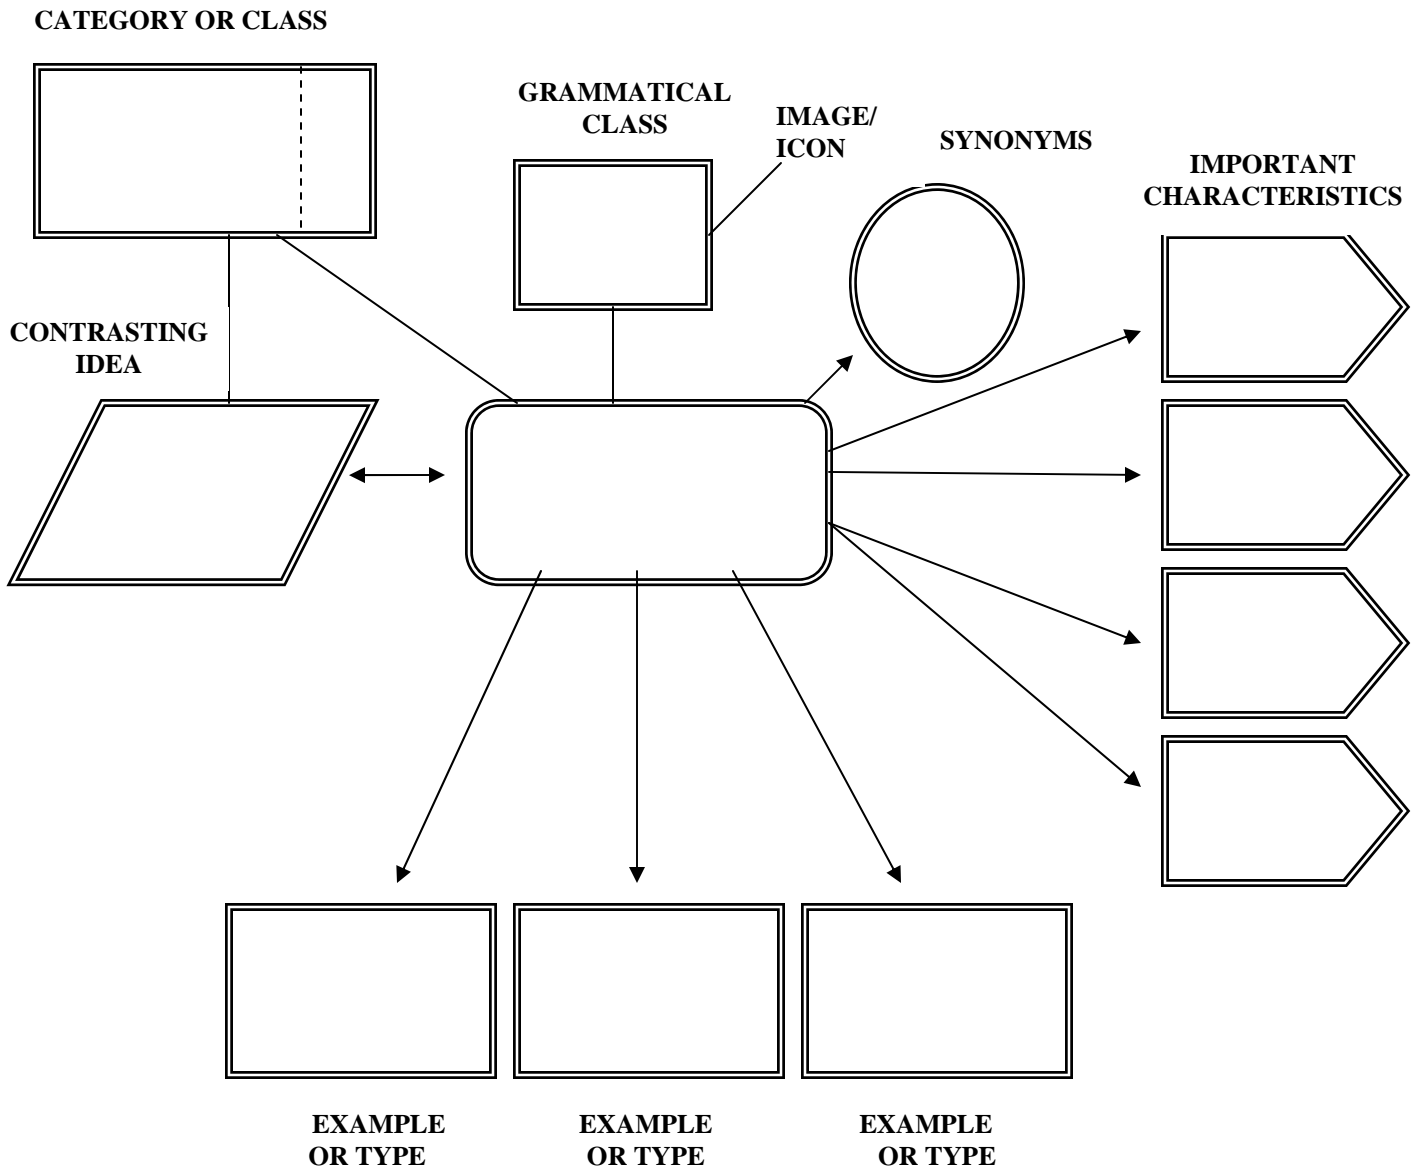 CATEGORY OR CLASS
GRAMMATICAL
CLASS
IMAGE/
ICON
SYNONYMS
IMPORTANT
CHARACTERISTICS
CONTRASTING
IDEA
EXAMPLE
OR TYPE
EXAMPLE
OR TYPE
EXAMPLE
OR TYPE